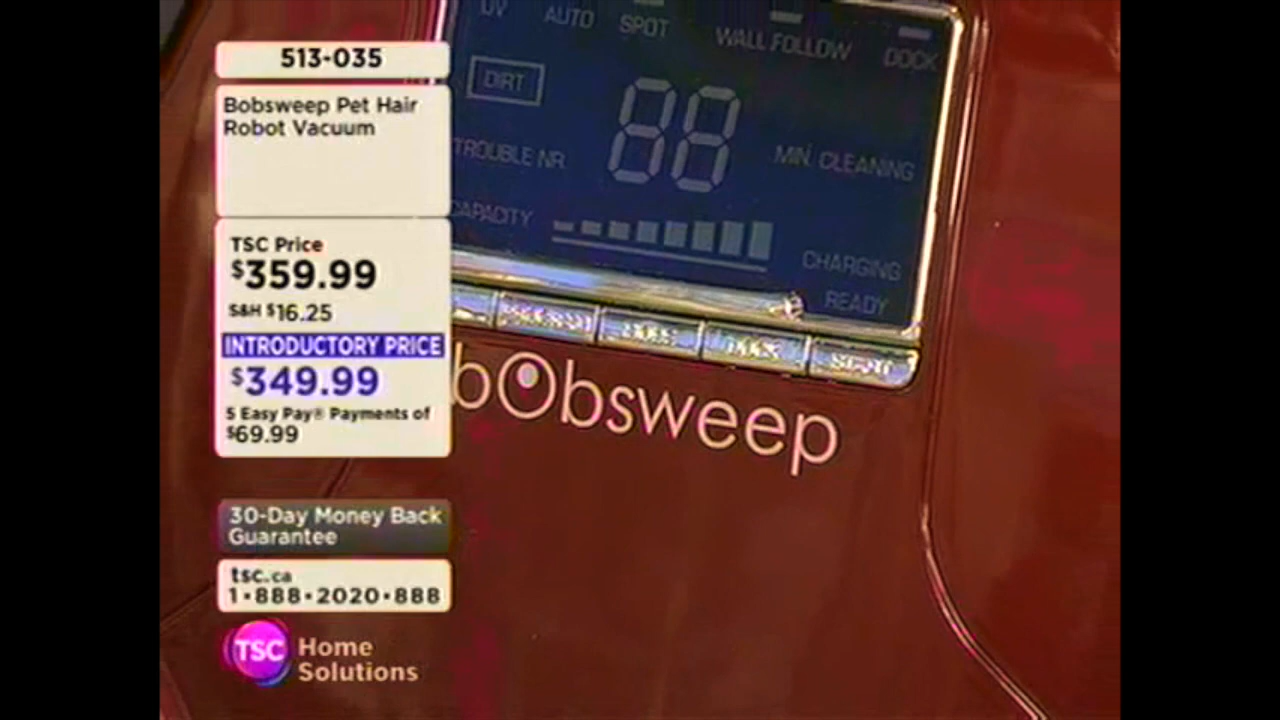 513-035
Bobsweep Pet Hair
Robot Vacuum
TSC Price
$359.99
S&H $16.25
INTRODUCTORY PRICE
$349.99
5 Easy Pay® Payments of
$69.99
30-Day Money Back
Guarantee
tsc.ca
1•888•2020•888
TSC Home
Solutions
UV AUTO SPOT WALL FOLLOW DOCK
DIRT
88
TROUBLE NR.
MIN. CLEANING
CAPACITY
CHARGING
READY
bObsweep